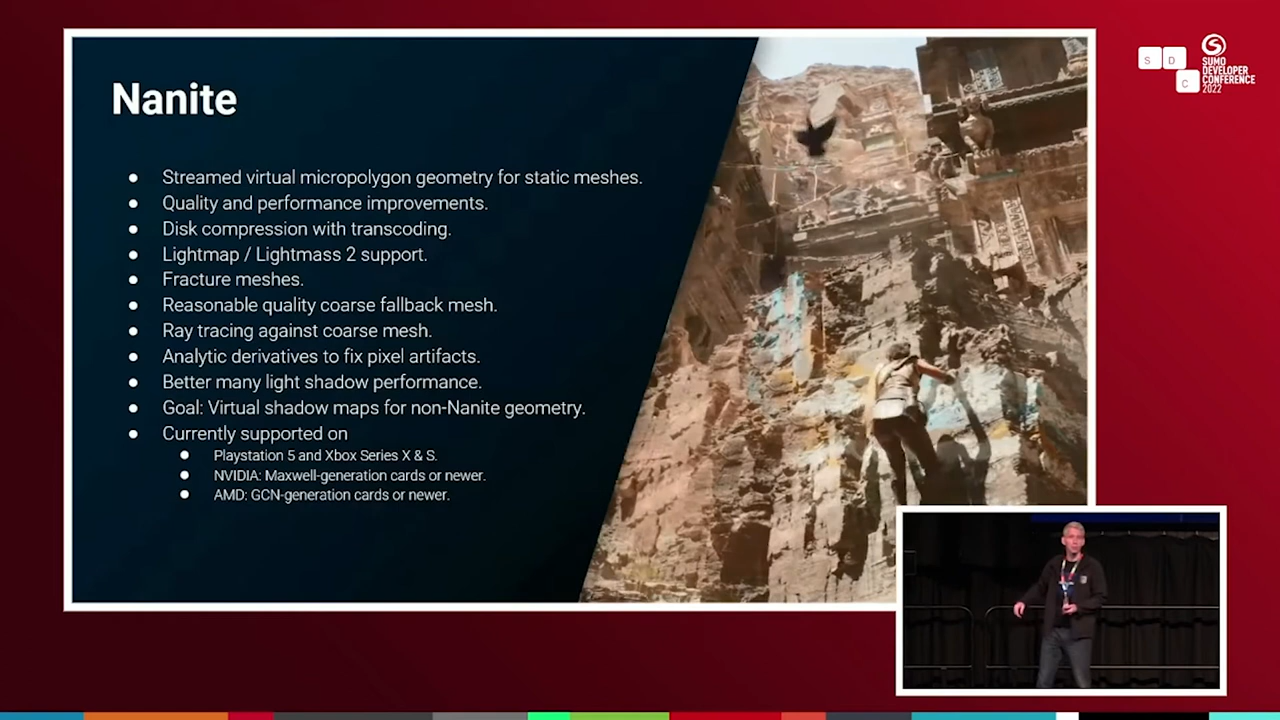 Nanite
● Streamed virtual micropolygon geometry for static meshes.
● Quality and performance improvements.
● Disk compression with transcoding.
● Lightmap / Lightmass 2 support.
● Fracture meshes.
● Reasonable quality coarse fallback mesh.
● Ray tracing against coarse mesh.
● Analytic derivatives to fix pixel artifacts.
● Better many light shadow performance.
● Goal: Virtual shadow maps for non-Nanite geometry.
● Currently supported on
● Playstation 5 and Xbox Series X & S.
● NVIDIA: Maxwell-generation cards or newer.
● AMD: GCN-generation cards or newer.
S D
C
SUMO
DEVELOPER
CONFERENCE
2022